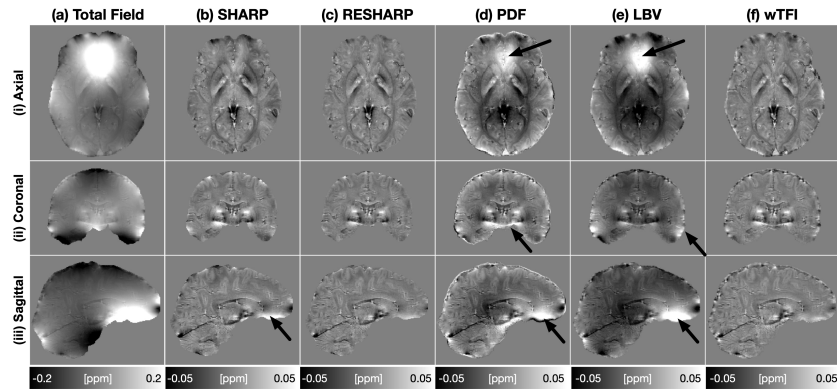 (a) Total Field (b) SHARP (c) RESHARP (d) PDF (e) LBV (f) wTFI
(i) Axial
(ii) Coronal
(iii) Sagittal
-0.2 [ppm] 0.2 -0.05 [ppm] 0.05 -0.05 [ppm] 0.05 -0.05 [ppm] 0.05 -0.05 [ppm] 0.05 -0.05 [ppm] 0.05